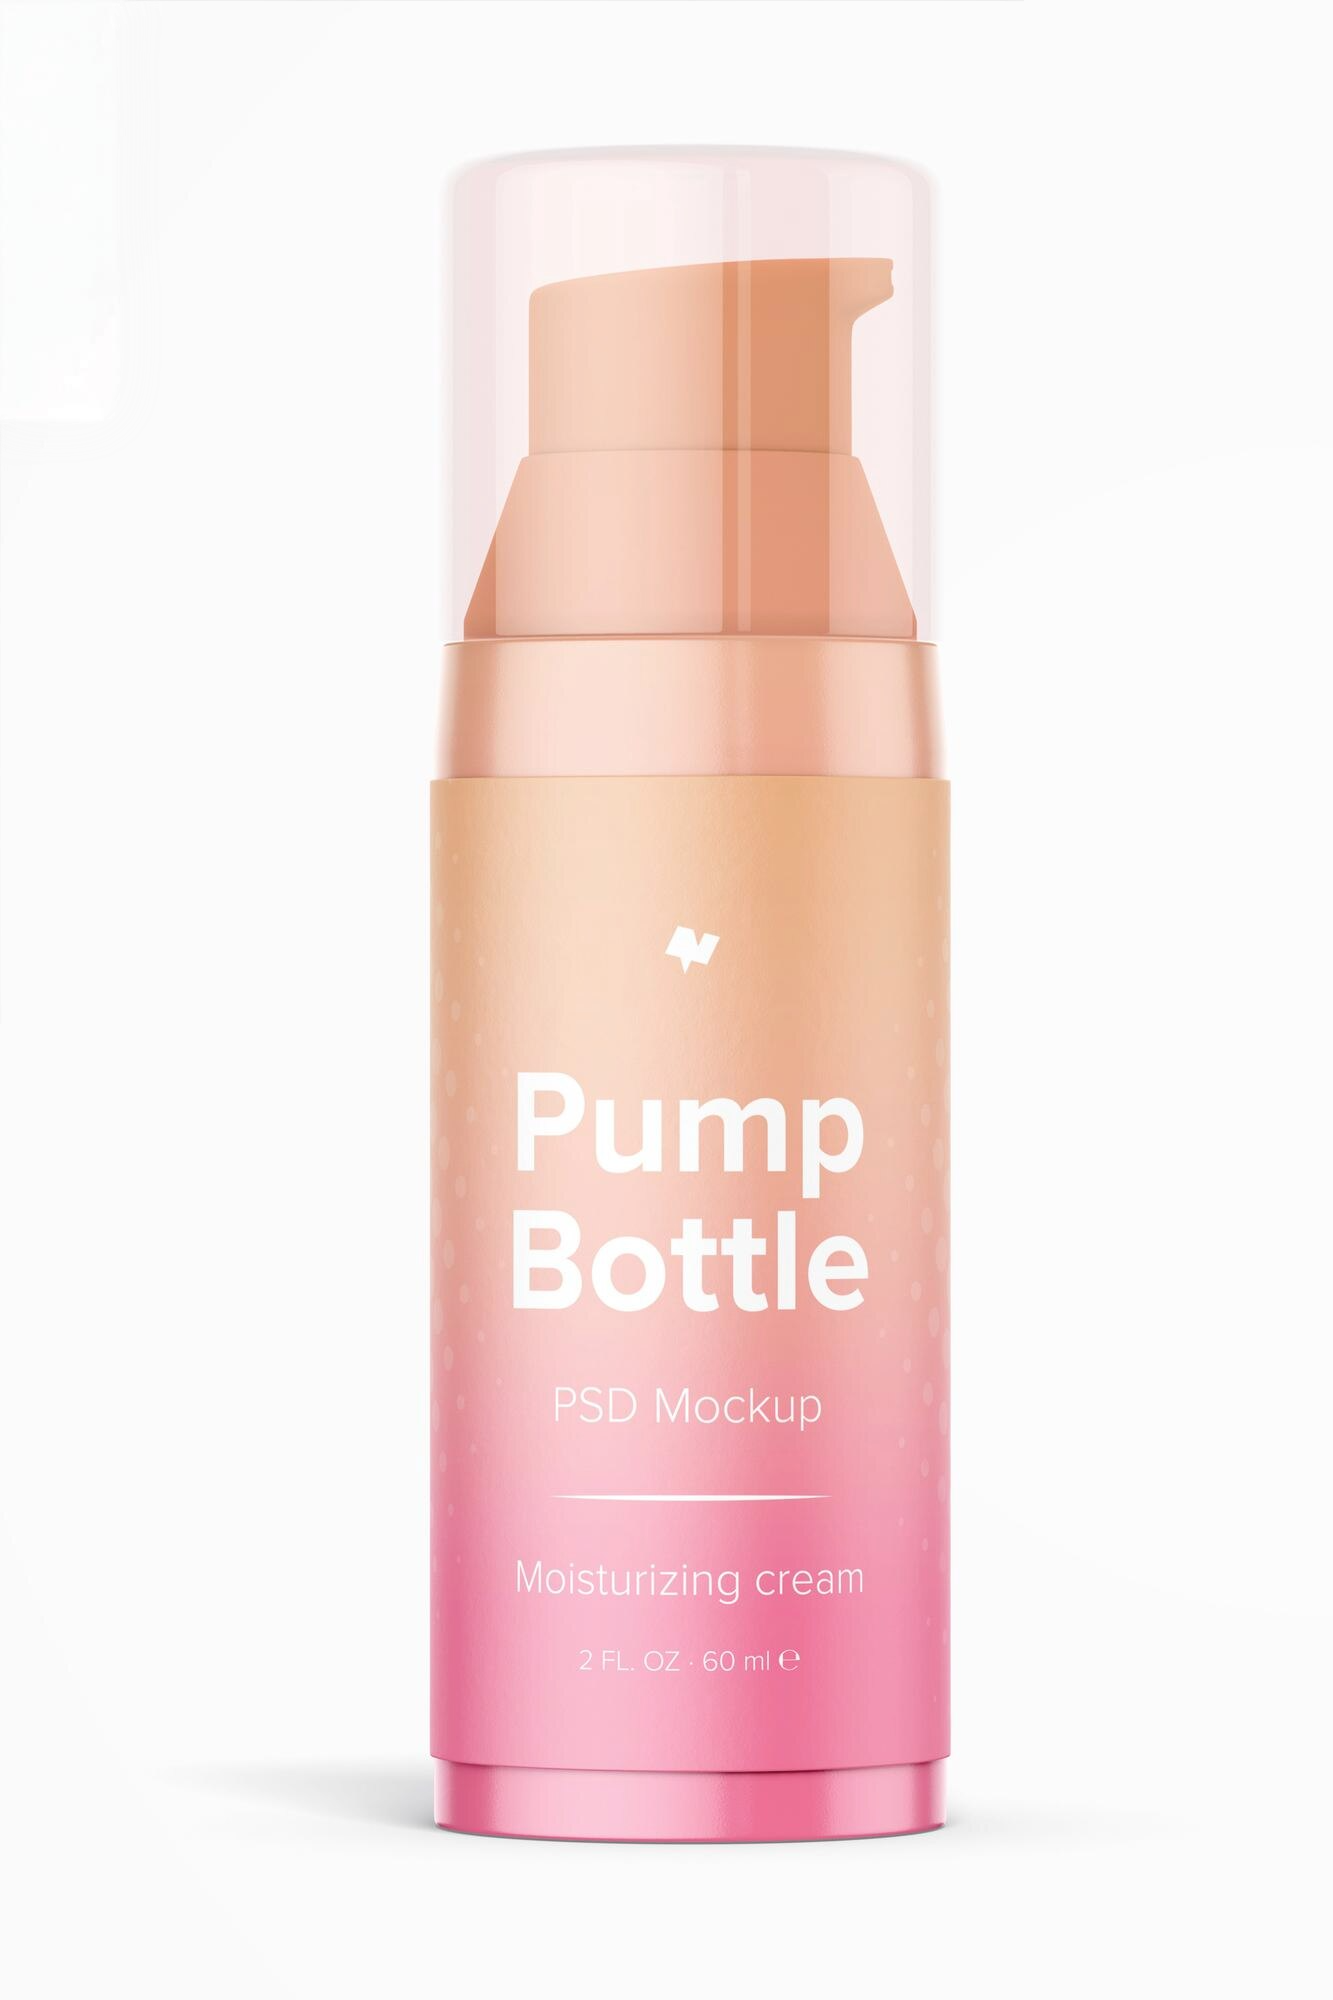 Pump
Bottle
PSD Mockup
Moisturizing cream
2 FL. OZ · 60 ml ℮